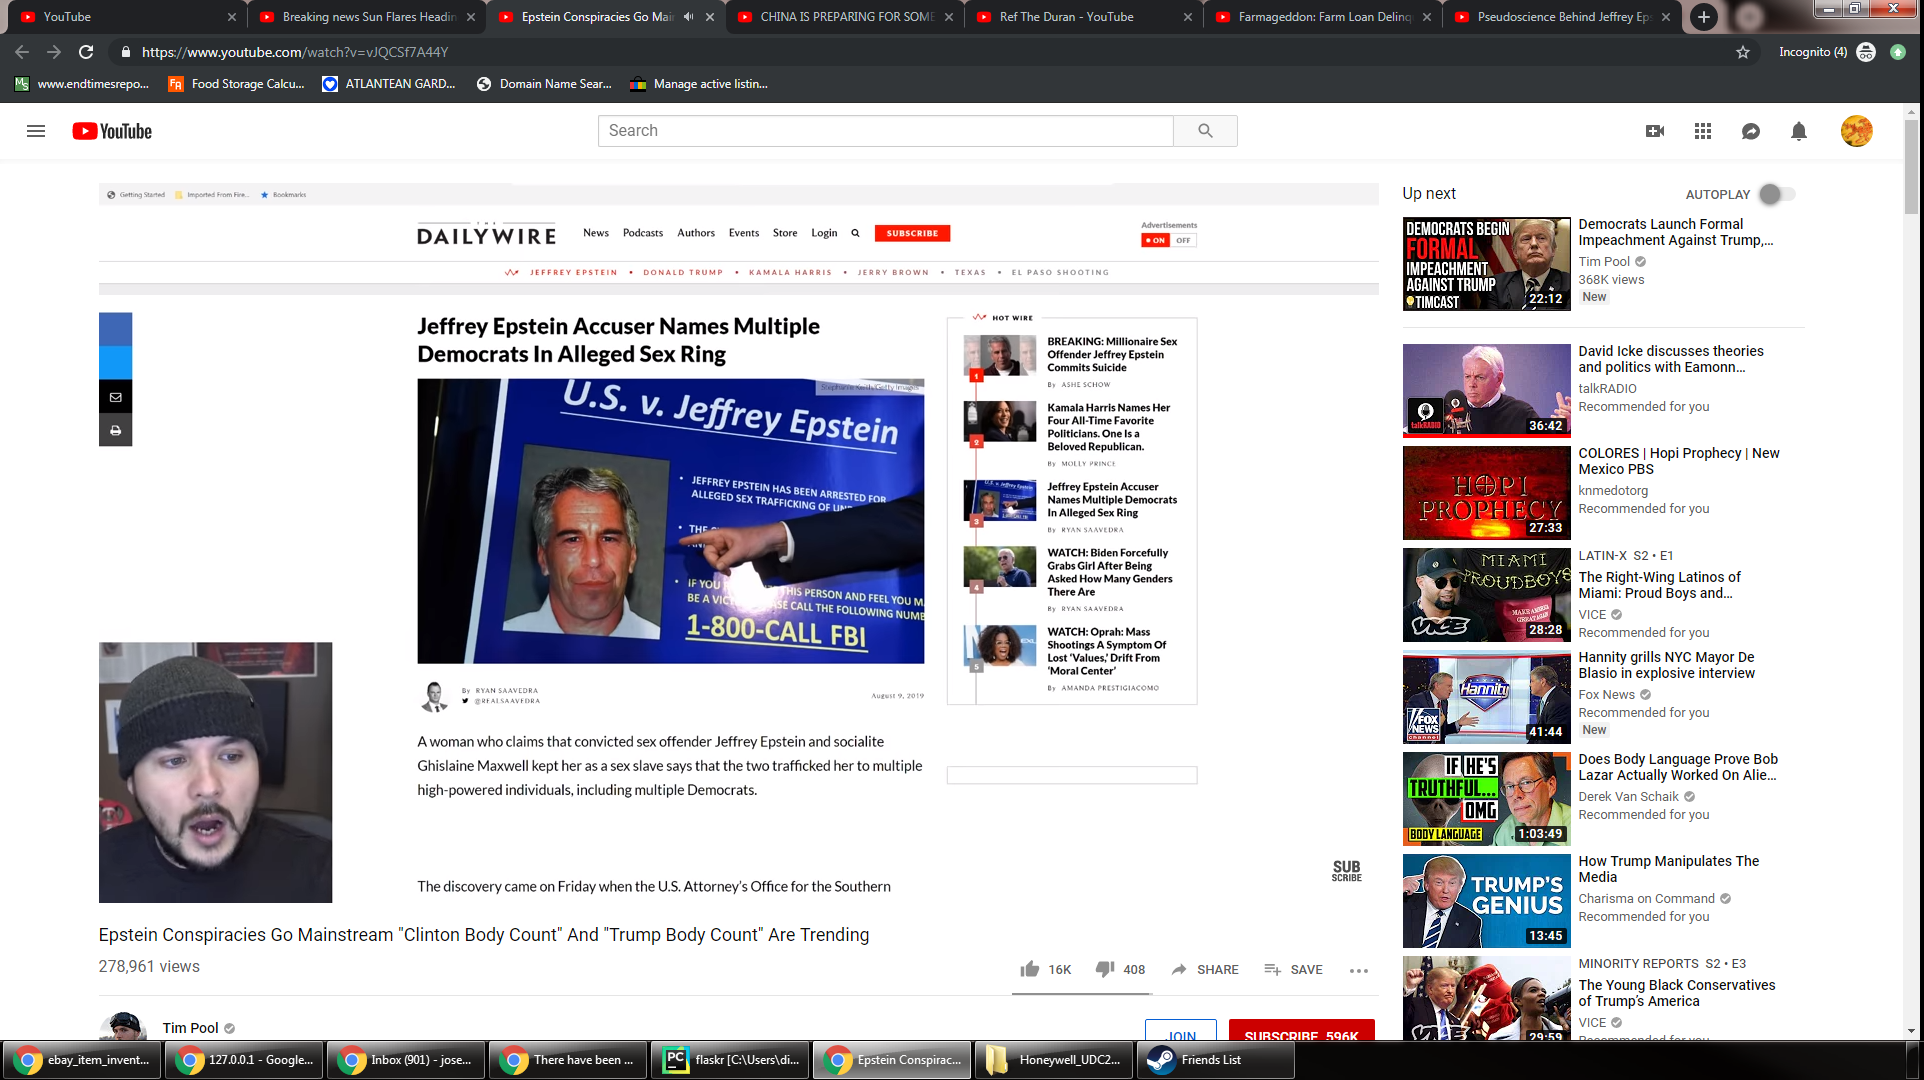 YouTube
Breaking news Sun Flares Headin
Epstein Conspiracies Go Mai
CHINA IS PREPARING FOR SOME
Ref The Duran - YouTube
Farmageddon: Farm Loan Delinq
Pseudoscience Behind Jeffrey Ep
https://www.youtube.com/watch?v=vJQCSf7A44Y
Incognito (4)
www.endtimesrepo...
Food Storage Calcu...
ATLANTEAN GARD...
Domain Name Sear...
Manage active listin...
YouTube
Search
Getting Started
Imported From Fire...
Bookmarks
DAILYWIRE
News Podcasts Authors Events Store Login
SUBSCRIBE
Advertisements
ON OFF
JEFFREY EPSTEIN • DONALD TRUMP • KAMALA HARRIS • JERRY BROWN • TEXAS • EL PASO SHOOTING
Jeffrey Epstein Accuser Names Multiple
Democrats In Alleged Sex Ring
Stephanie Keith/Getty Images
U.S. v. Jeffrey Epstein
• JEFFREY EPSTEIN HAS BEEN ARRESTED FOR
ALLEGED SEX TRAFFICKING OF
• IF YOU THIS PERSON AND FEEL YOU
BE A CALL THE FOLLOWING
1-800-CALL FBI
By RYAN SAAVEDRA
@REALSAAVEDRA
August 9, 2019
A woman who claims that convicted sex offender Jeffrey Epstein and socialite
Ghislaine Maxwell kept her as a sex slave says that the two trafficked her to multiple
high-powered individuals, including multiple Democrats.
The discovery came on Friday when the U.S. Attorney's Office for the Southern
HOT WIRE
1
BREAKING: Millionaire Sex
Offender Jeffrey Epstein
Commits Suicide
By ASHE SCHOW
2
Kamala Harris Names Her
Four All-Time Favorite
Politicians. One Is a
Beloved Republican.
By MOLLY PRINCE
3
Jeffrey Epstein Accuser
Names Multiple Democrats
In Alleged Sex Ring
By RYAN SAAVEDRA
4
WATCH: Biden Forcefully
Grabs Girl After Being
Asked How Many Genders
There Are
By RYAN SAAVEDRA
5
WATCH: Oprah: Mass
Shootings A Symptom Of
Lost 'Values,' Drift From
'Moral Center'
By AMANDA PRESTIGIACOMO
SUB
SCRIBE
Epstein Conspiracies Go Mainstream "Clinton Body Count" And "Trump Body Count" Are Trending
278,961 views
16K
408
SHARE
SAVE
Tim Pool
JOIN
SUBSCRIBE 596K
Up next
AUTOPLAY
DEMOCRATS BEGIN
FORMAL
IMPEACHMENT
AGAINST TRUMP
TIMCAST
22:12
Democrats Launch Formal
Impeachment Against Trump,...
Tim Pool
368K views
New
talkRADIO
36:42
David Icke discusses theories
and politics with Eamonn...
talkRADIO
Recommended for you
HOPI
PROPHECY
27:33
COLORES | Hopi Prophecy | New
Mexico PBS
knmedotorg
Recommended for you
MIAMI
PROUDBOYS
MAKE AMERICA
GREAT AGAIN
VICE
28:28
LATIN-X S2 • E1
The Right-Wing Latinos of
Miami: Proud Boys and...
VICE
Recommended for you
Hannity
FOX
NEWS
channel
41:44
Hannity grills NYC Mayor De
Blasio in explosive interview
Fox News
Recommended for you
New
IF HE'S
TRUTHFUL...
OMG
BODY LANGUAGE
1:03:49
Does Body Language Prove Bob
Lazar Actually Worked On Alie...
Derek Van Schaik
Recommended for you
TRUMP'S
GENIUS
13:45
How Trump Manipulates The
Media
Charisma on Command
Recommended for you
VICE
29:59
MINORITY REPORTS S2 • E3
The Young Black Conservatives
of Trump's America
VICE
ebay_item_invent...
127.0.0.1 - Google...
Inbox (901) - jose...
There have been ...
PC
flaskr [C:\Users\di...
Epstein Conspirac...
Honeywell_UDC2...
Friends List